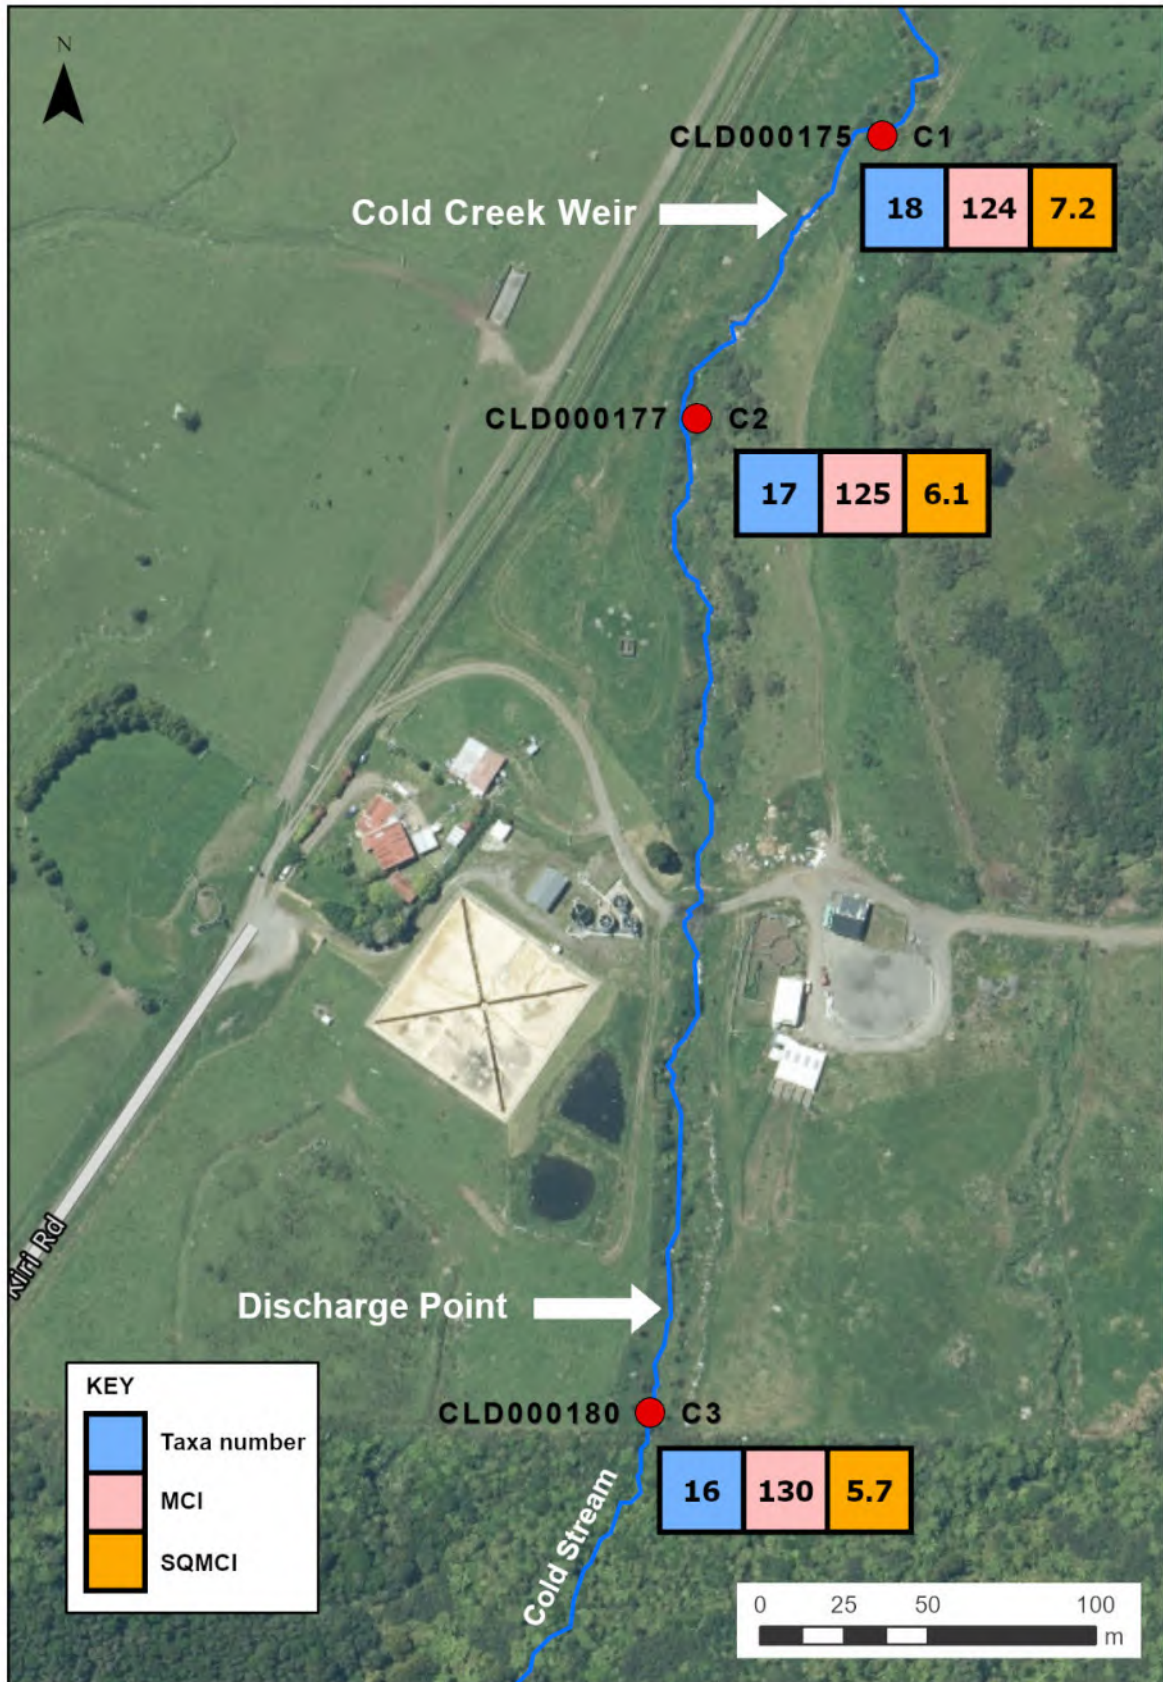 N
CLD000175 C1
Cold Creek Weir
18 124 7.2
CLD000177 C2
17 125 6.1
Kiri Rd
Discharge Point
CLD000180 C3
16 130 5.7
Cold Stream
KEY
Taxa number
MCI
SQMCI
0 25 50 100
m